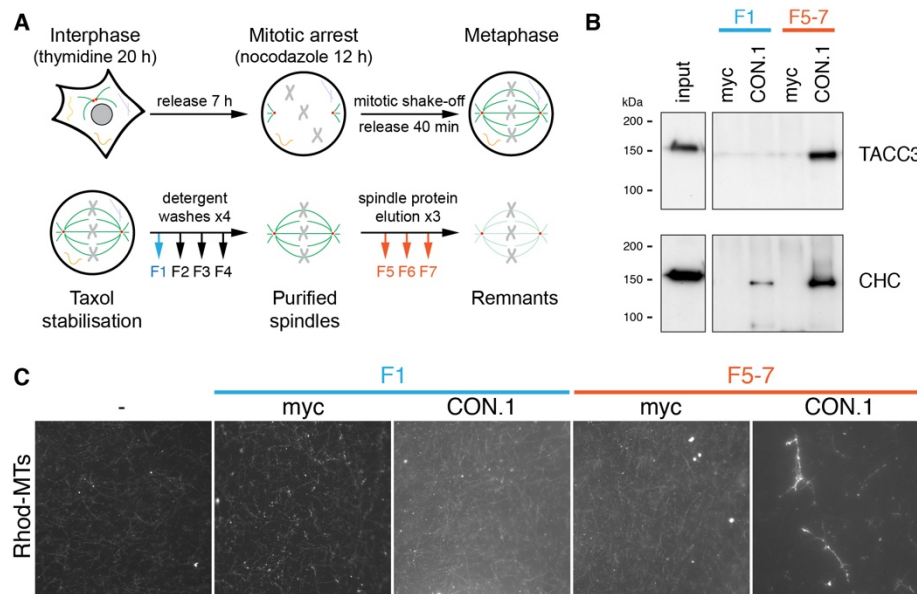 A
Interphase
(thymidine 20 h)
release 7 h
Mitotic arrest
(nocodazole 12 h)
mitotic shake-off
release 40 min
Metaphase
Taxol
stabilisation
detergent
washes x4
F1 F2 F3 F4
Purified
spindles
spindle protein
elution x3
F5 F6 F7
Remnants
B
F1 F5-7
input myc CON.1 myc CON.1
kDa
200 -
150 -
100 -
TACC3
200 -
150 -
100 -
CHC
C
F1 F5-7
- myc CON.1 myc CON.1
Rhod-MTs